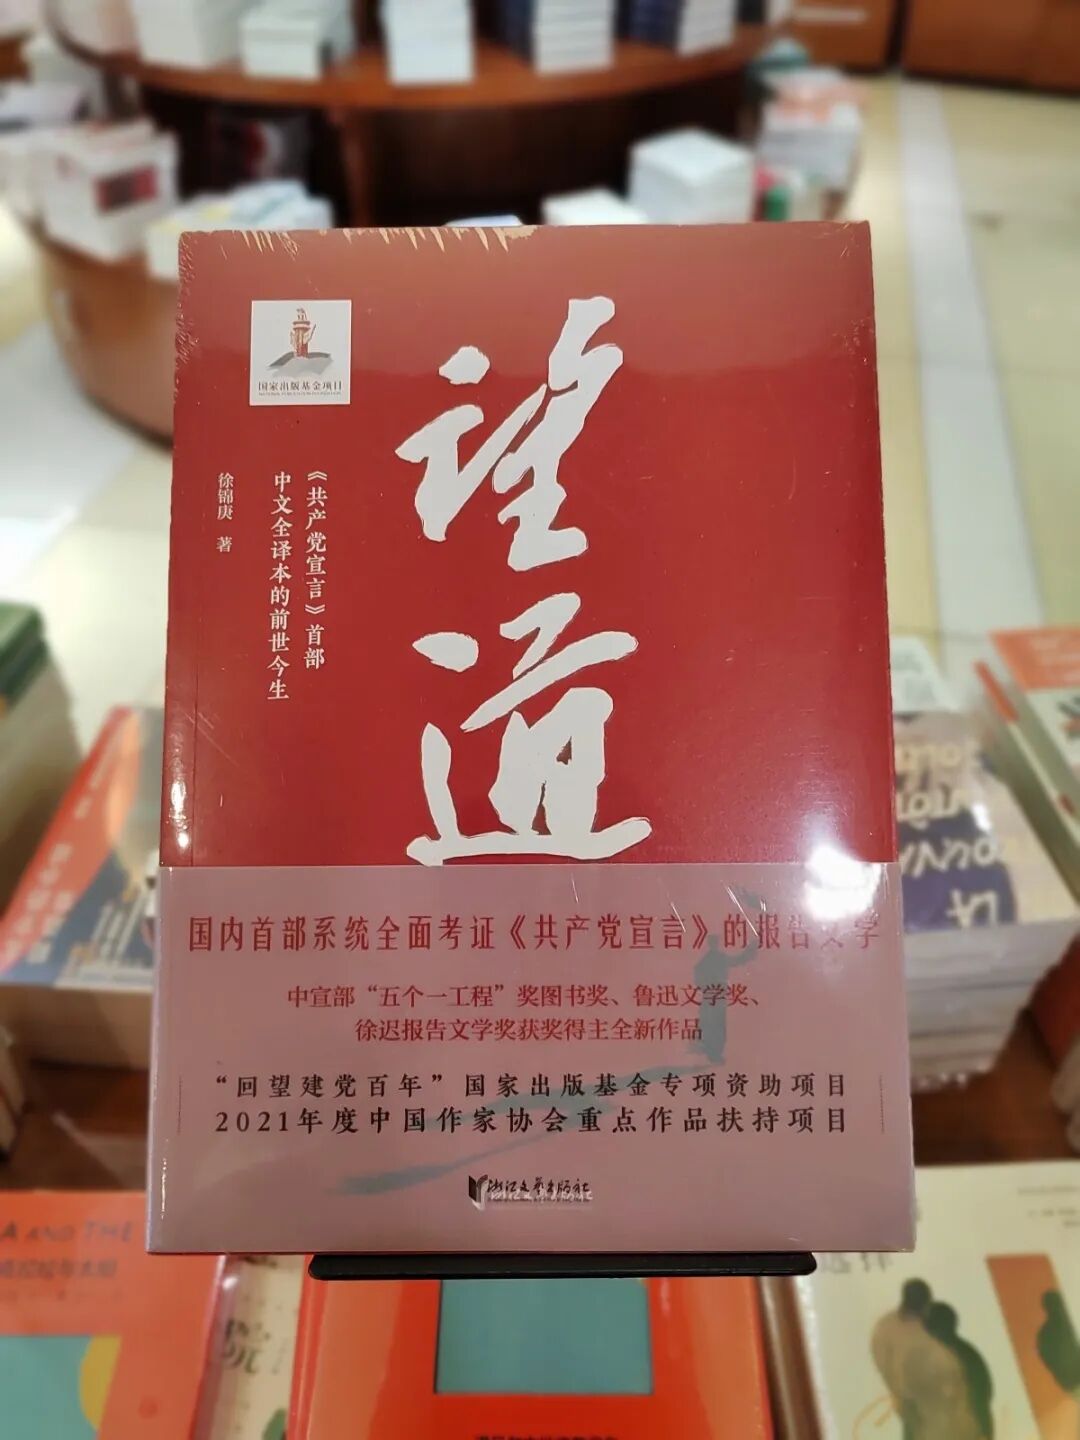 国家出版基金项目
望道
《共产党宣言》首部
中文全译本的前世今生
徐锦庚 著
国内首部系统全面考证《共产党宣言》的报告文学
中宣部“五个一工程”奖图书奖、鲁迅文学奖、
徐迟报告文学奖获奖得主全新作品
“回望建党百年”国家出版基金专项资助项目
2021年度中国作家协会重点作品扶持项目
浙江文艺出版社
A AND THE